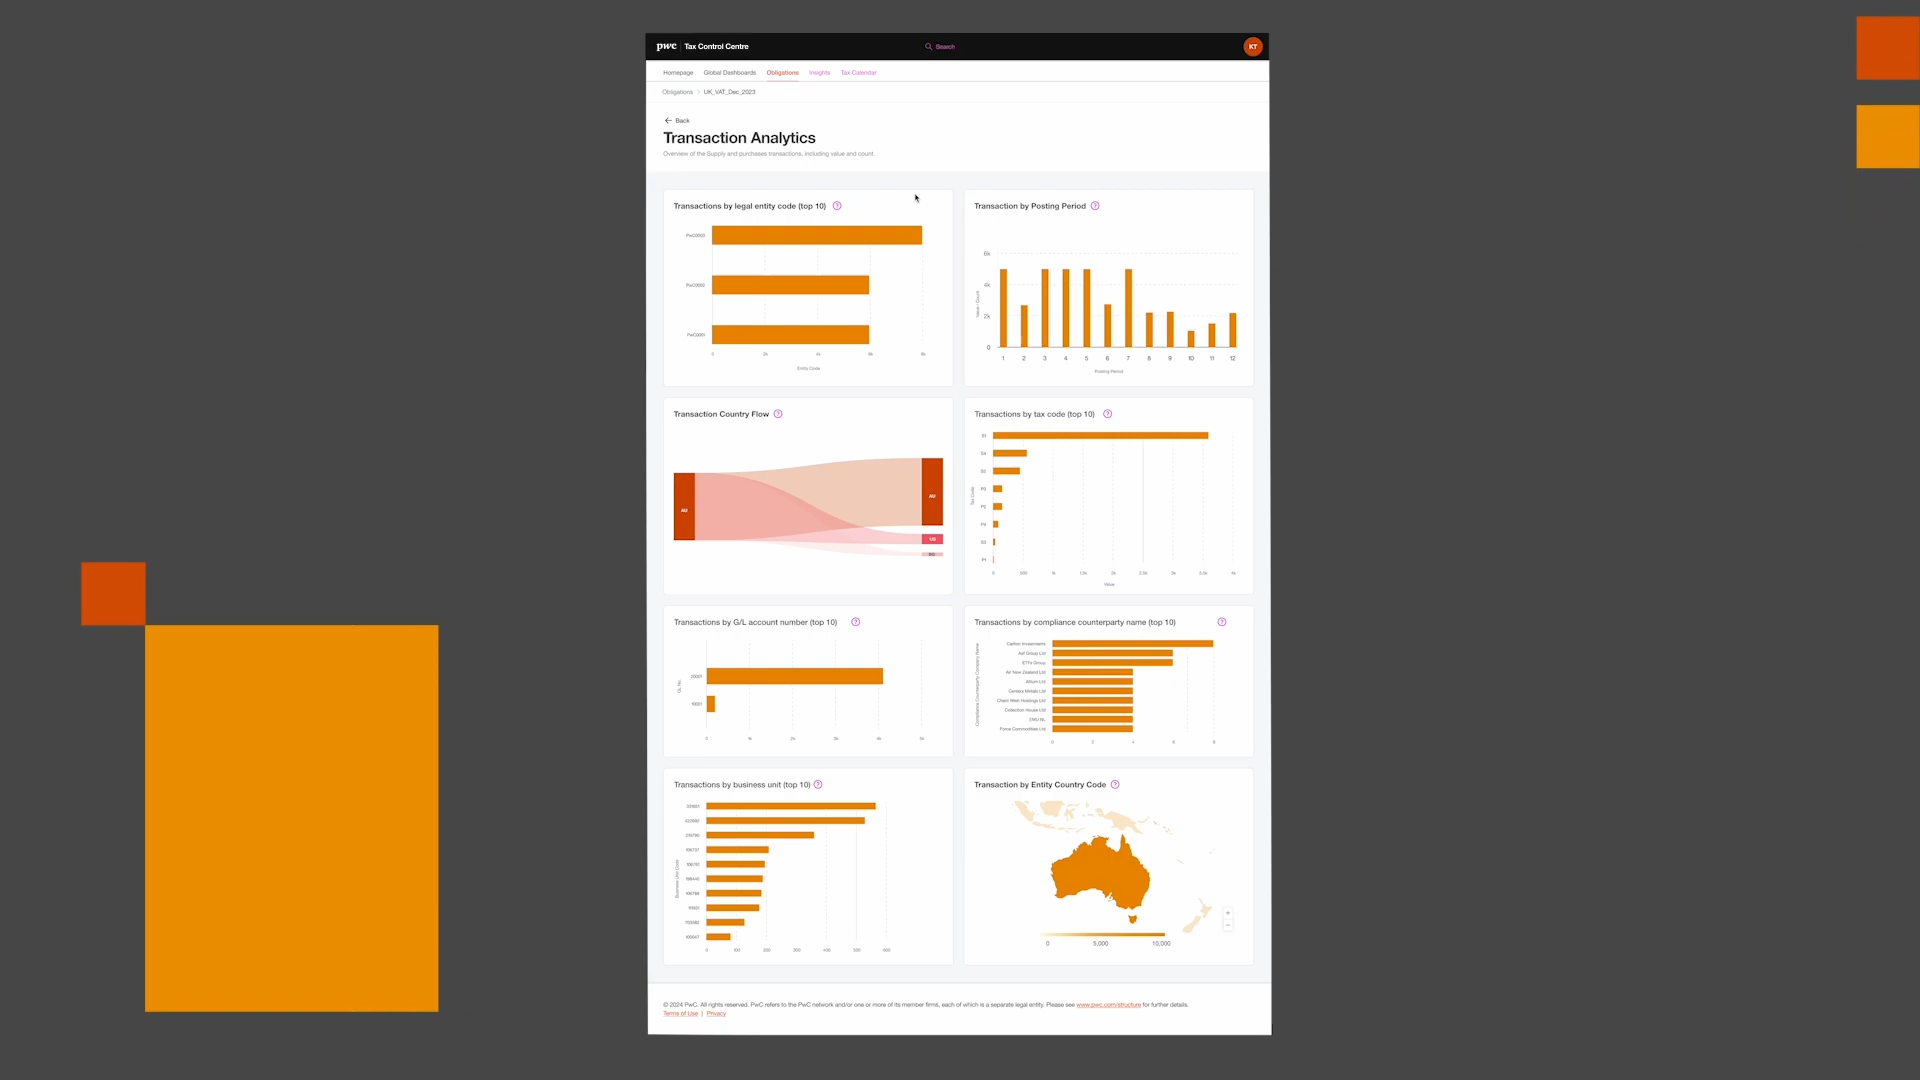 pwc Tax Control Centre
Search
KT
Homepage Global Dashboards Obligations Insights Tax Calendar
Obligations > UK_VAT_Dec_2023
← Back
Transaction Analytics
Overview of the Supply and purchases transactions, including value and count.
Transactions by legal entity code (top 10) ?
PwC0003
PwC0002
PwC0001
0 2k 4k 6k 8k
Entity Code
Transaction by Posting Period ?
6k
4k
2k
0
Value / Count
1 2 3 4 5 6 7 8 9 10 11 12
Posting Period
Transaction Country Flow ?
AU
AU
US
SG
Transactions by tax code (top 10) ?
Tax Code
S1
S4
S2
P3
P2
P4
S3
P1
0 500 1k 1.5k 2k 2.5k 3k 3.5k 4k
Value
Transactions by G/L account number (top 10) ?
GL No.
0 1k 2k 3k 4k 5k
Transactions by compliance counterparty name (top 10) ?
Compliance Counterparty Company Name
Carlton Investments
Aid Group Ltd
ETFs Group
Air New Zealand Ltd
Altium Ltd
Centrex Metals Ltd
Chant West Holdings Ltd
Collection House Ltd
EMU NL
Force Commodities Ltd
0 2 4 6 8
Transactions by business unit (top 10) ?
Business Unit Code
0 100 200 300 400 500 600
Transaction by Entity Country Code ?
+
−
0 5,000 10,000
© 2024 PwC. All rights reserved. PwC refers to the PwC network and/or one or more of its member firms, each of which is a separate legal entity. Please see www.pwc.com/structure for further details.
Terms of Use | Privacy